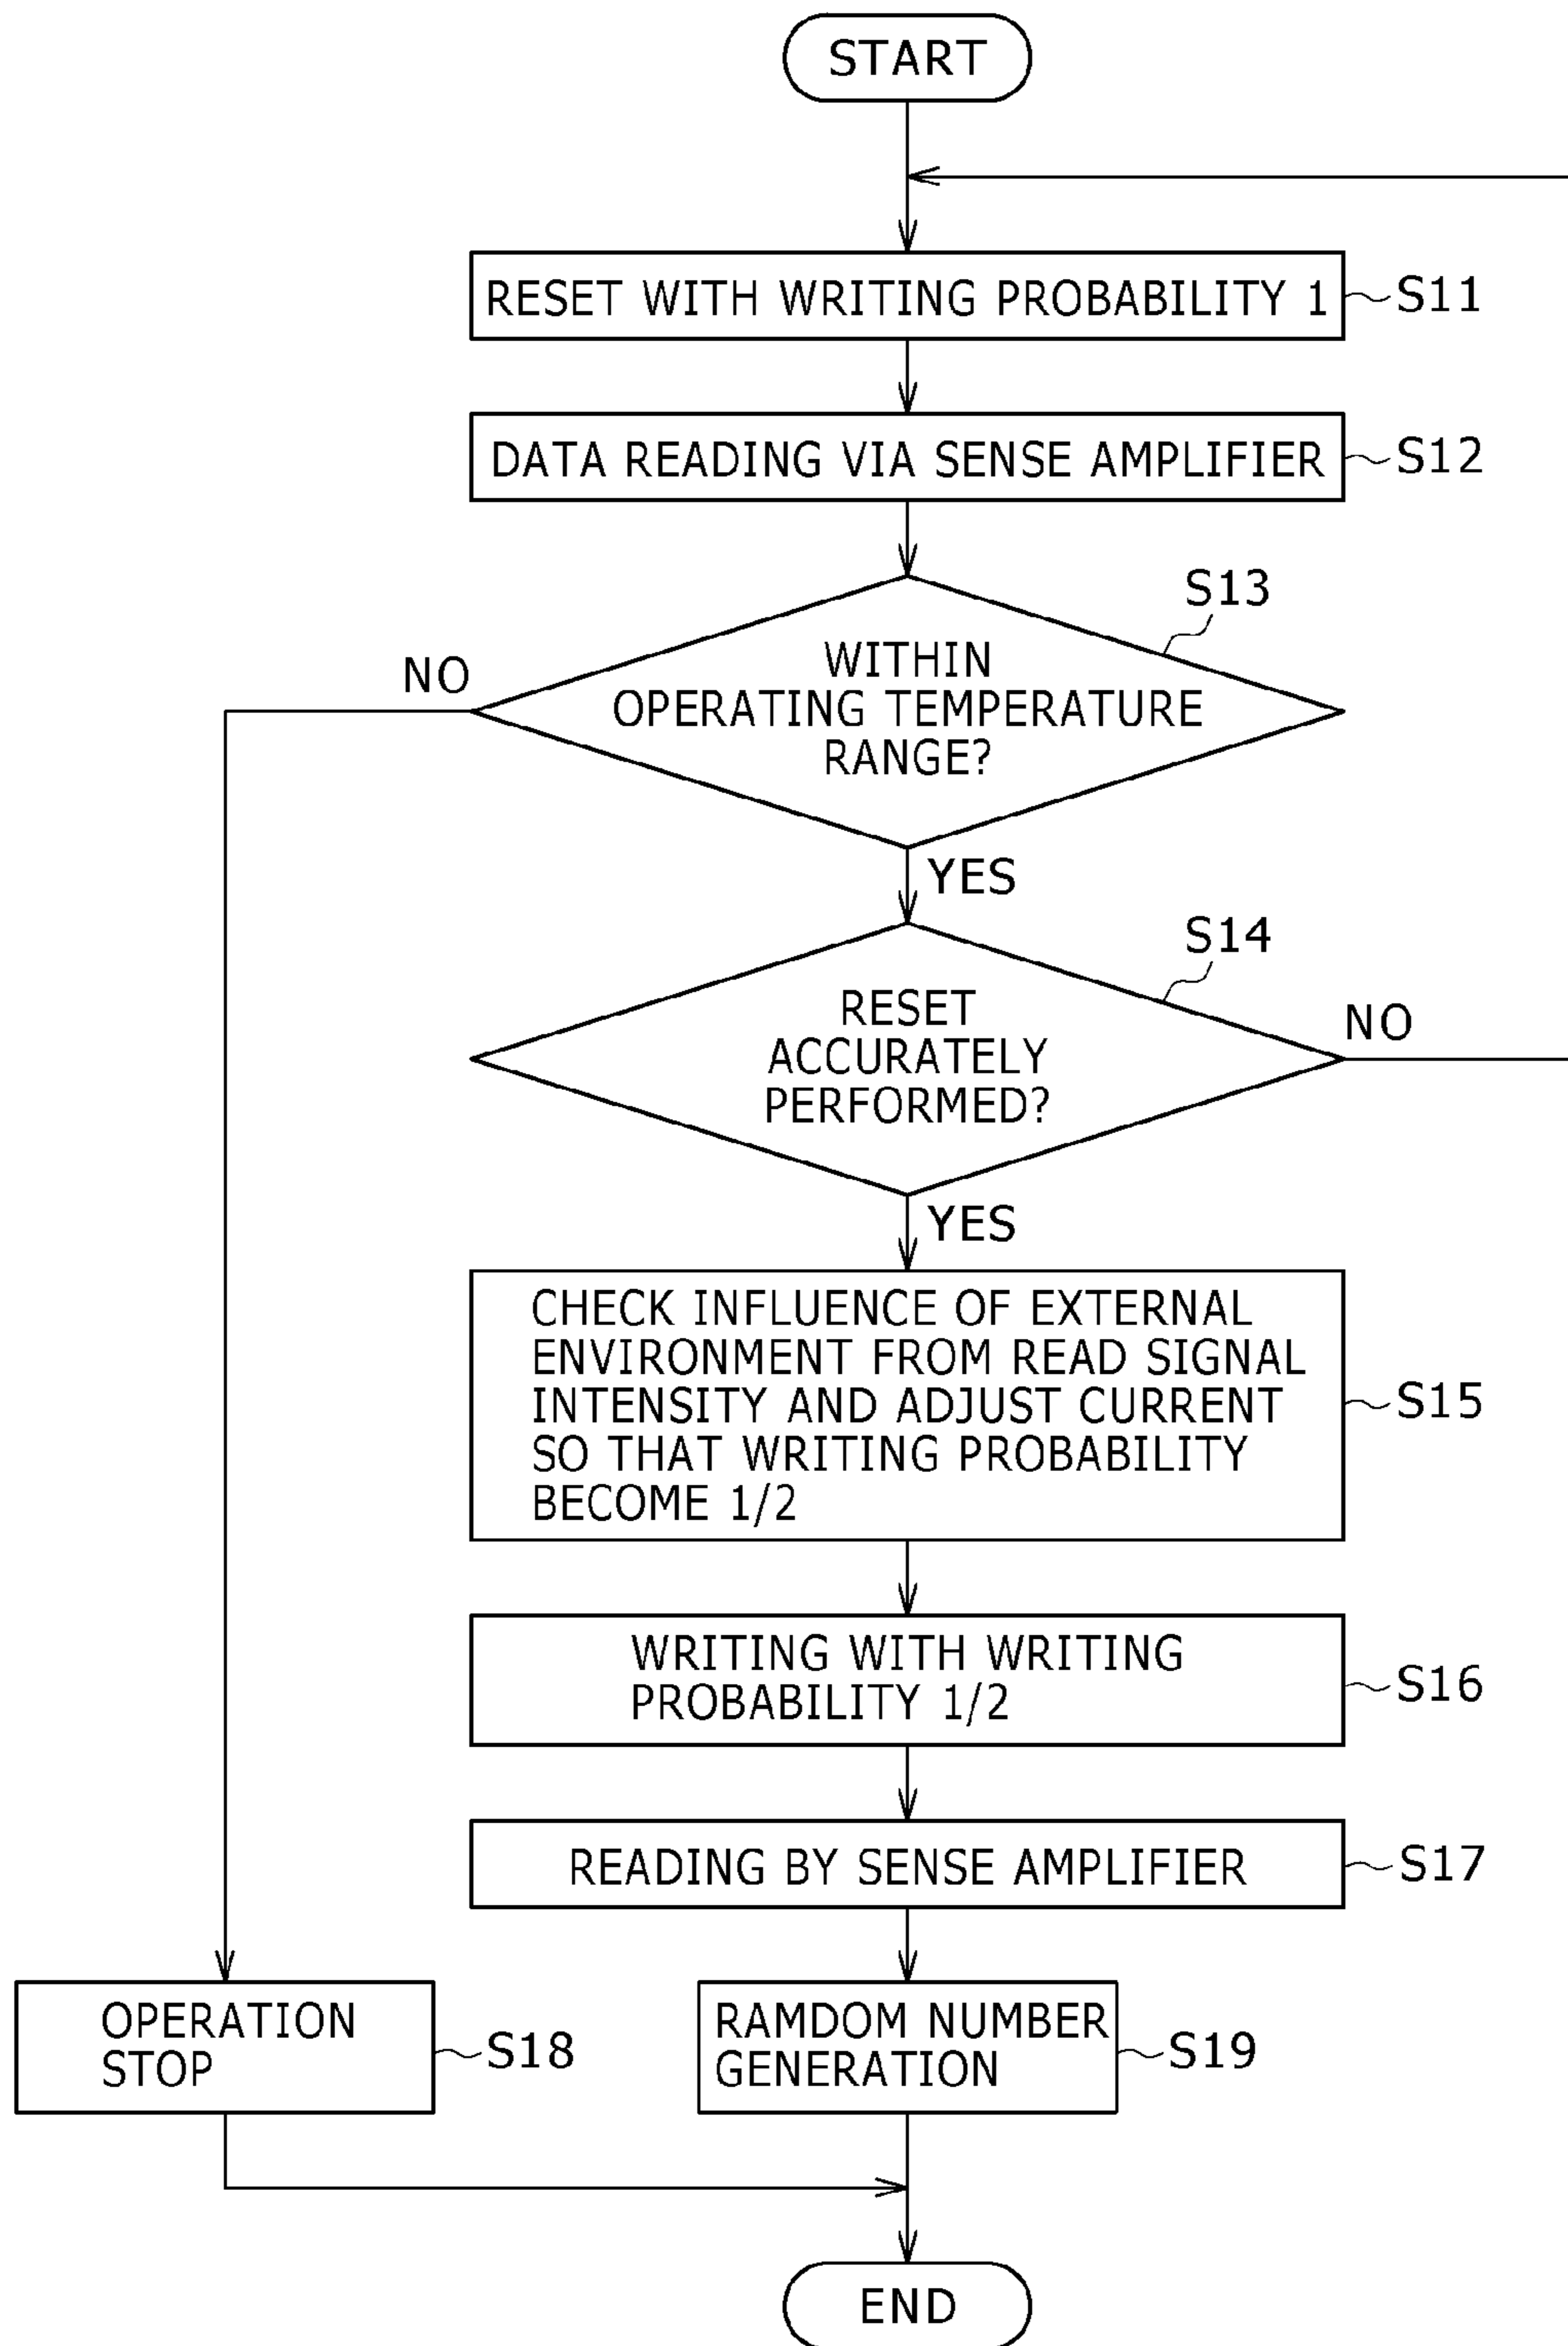 START
RESET WITH WRITING PROBABILITY 1
S11
DATA READING VIA SENSE AMPLIFIER
S12
S13
WITHIN
OPERATING TEMPERATURE
RANGE?
NO
YES
S14
RESET
ACCURATELY
PERFORMED?
NO
YES
CHECK INFLUENCE OF EXTERNAL
ENVIRONMENT FROM READ SIGNAL
INTENSITY AND ADJUST CURRENT
SO THAT WRITING PROBABILITY
BECOME 1/2
S15
WRITING WITH WRITING
PROBABILITY 1/2
S16
READING BY SENSE AMPLIFIER
S17
OPERATION
STOP
S18
RAMDOM NUMBER
GENERATION
S19
END